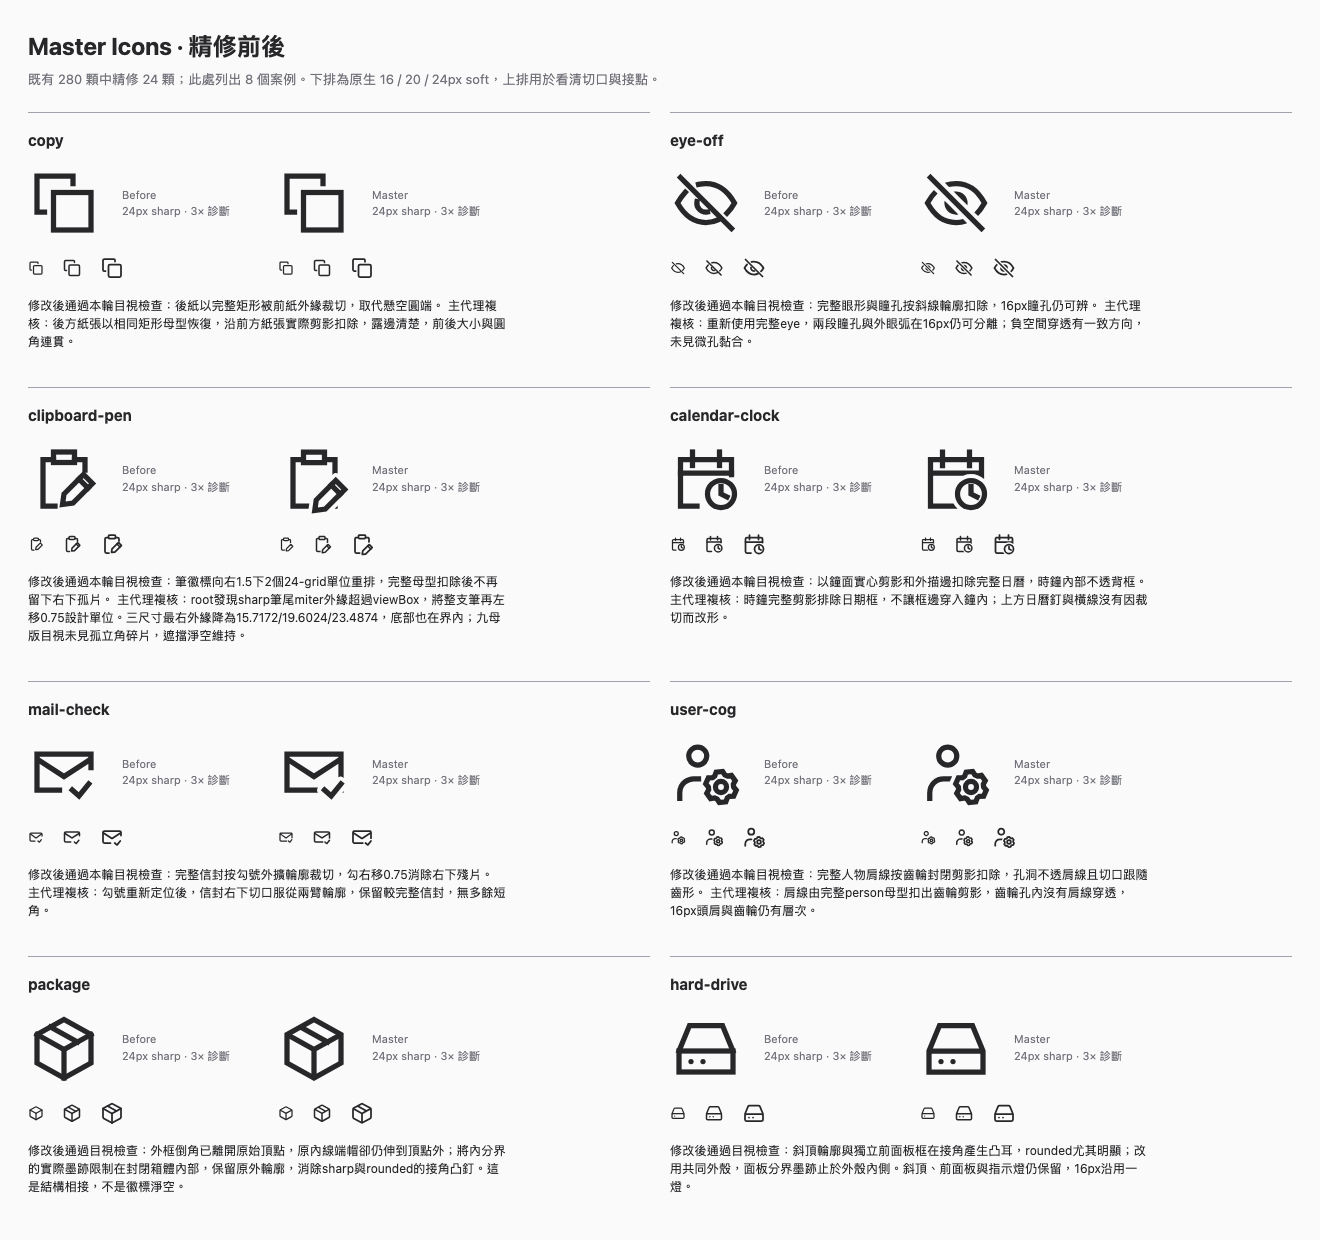 Master Icons · 精修前後
既有 280 顆中精修 24 顆；此處列出 8 個案例。下排為原生 16 / 20 / 24px soft，上排用於看清切口與接點。
copy
Before
24px sharp · 3× 診斷
Master
24px sharp · 3× 診斷
修改後通過本輪目視檢查：後紙以完整矩形被前紙外緣裁切，取代懸空圓端。 主代理複
核：後方紙張以相同矩形母型恢復，沿前方紙張實際剪影扣除，露邊清楚，前後大小與圓
角連貫。
eye-off
Before
24px sharp · 3× 診斷
Master
24px sharp · 3× 診斷
修改後通過本輪目視檢查：完整眼形與瞳孔按斜線輪廓扣除，16px瞳孔仍可辨。 主代理
複核：重新使用完整eye，兩段瞳孔與外眼弧在16px仍可分離；負空間穿透有一致方向，
未見微孔黏合。
clipboard-pen
Before
24px sharp · 3× 診斷
Master
24px sharp · 3× 診斷
修改後通過本輪目視檢查：筆徽標向右1.5下2個24-grid單位重排，完整母型扣除後不再
留下右下孤片。 主代理複核：root發現sharp筆尾miter外緣超過viewBox，將整支筆再左
移0.75設計單位。三尺寸最右外緣降為15.7172/19.6024/23.4874，底部也在界內；九母
版目視未見孤立角碎片，遮擋淨空維持。
calendar-clock
Before
24px sharp · 3× 診斷
Master
24px sharp · 3× 診斷
修改後通過本輪目視檢查：以鐘面實心剪影和外描邊扣除完整日曆，時鐘內部不透背框。
主代理複核：時鐘完整剪影排除日期框，不讓框邊穿入鐘內；上方日曆釘與橫線沒有因裁
切而改形。
mail-check
Before
24px sharp · 3× 診斷
Master
24px sharp · 3× 診斷
修改後通過本輪目視檢查：完整信封按勾號外擴輪廓裁切，勾右移0.75消除右下殘片。
主代理複核：勾號重新定位後，信封右下切口服從兩臂輪廓，保留較完整信封，無多餘短
角。
user-cog
Before
24px sharp · 3× 診斷
Master
24px sharp · 3× 診斷
修改後通過本輪目視檢查：完整人物肩線按齒輪封閉剪影扣除，孔洞不透肩線且切口跟隨
齒形。 主代理複核：肩線由完整person母型扣出齒輪剪影，齒輪孔內沒有肩線穿透，
16px頭肩與齒輪仍有層次。
package
Before
24px sharp · 3× 診斷
Master
24px sharp · 3× 診斷
修改後通過目視檢查：外框倒角已離開原始頂點，原內線端帽卻仍伸到頂點外；將內分界
的實際墨跡限制在封閉箱體內部，保留原外輪廓，消除sharp與rounded的接角凸釘。這
是結構相接，不是徽標淨空。
hard-drive
Before
24px sharp · 3× 診斷
Master
24px sharp · 3× 診斷
修改後通過目視檢查：斜頂輪廓與獨立前面板框在接角產生凸耳，rounded尤其明顯；改
用共同外殼，面板分界墨跡止於外殼內側。斜頂、前面板與指示燈仍保留，16px沿用一
燈。